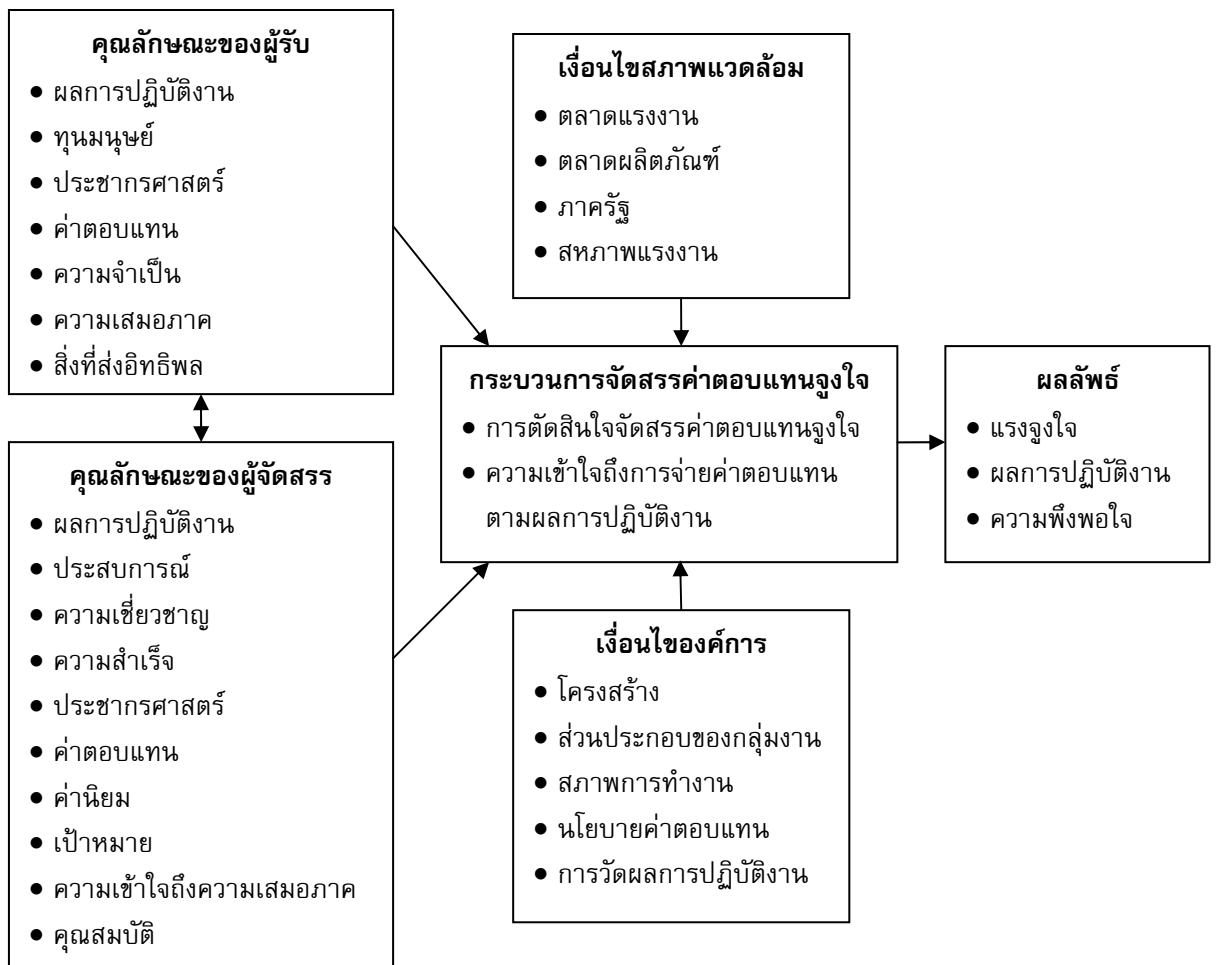 คุณลักษณะของผู้รับ
• ผลการปฏิบัติงาน
• ทุนมนุษย์
• ประชากรศาสตร์
• ค่าตอบแทน
• ความจำเป็น
• ความเสมอภาค
• สิ่งที่ส่งอิทธิพล
คุณลักษณะของผู้จัดสรร
• ผลการปฏิบัติงาน
• ประสบการณ์
• ความเชี่ยวชาญ
• ความสำเร็จ
• ประชากรศาสตร์
• ค่าตอบแทน
• ค่านิยม
• เป้าหมาย
• ความเข้าใจถึงความเสมอภาค
• คุณสมบัติ
เงื่อนไขสภาพแวดล้อม
• ตลาดแรงงาน
• ตลาดผลิตภัณฑ์
• ภาครัฐ
• สหภาพแรงงาน
กระบวนการจัดสรรค่าตอบแทนจูงใจ
• การตัดสินใจจัดสรรค่าตอบแทนจูงใจ
• ความเข้าใจถึงการจ่ายค่าตอบแทน
ตามผลการปฏิบัติงาน
เงื่อนไของค์การ
• โครงสร้าง
• ส่วนประกอบของกลุ่มงาน
• สภาพการทำงาน
• นโยบายค่าตอบแทน
• การวัดผลการปฏิบัติงาน
ผลลัพธ์
• แรงจูงใจ
• ผลการปฏิบัติงาน
• ความพึงพอใจ